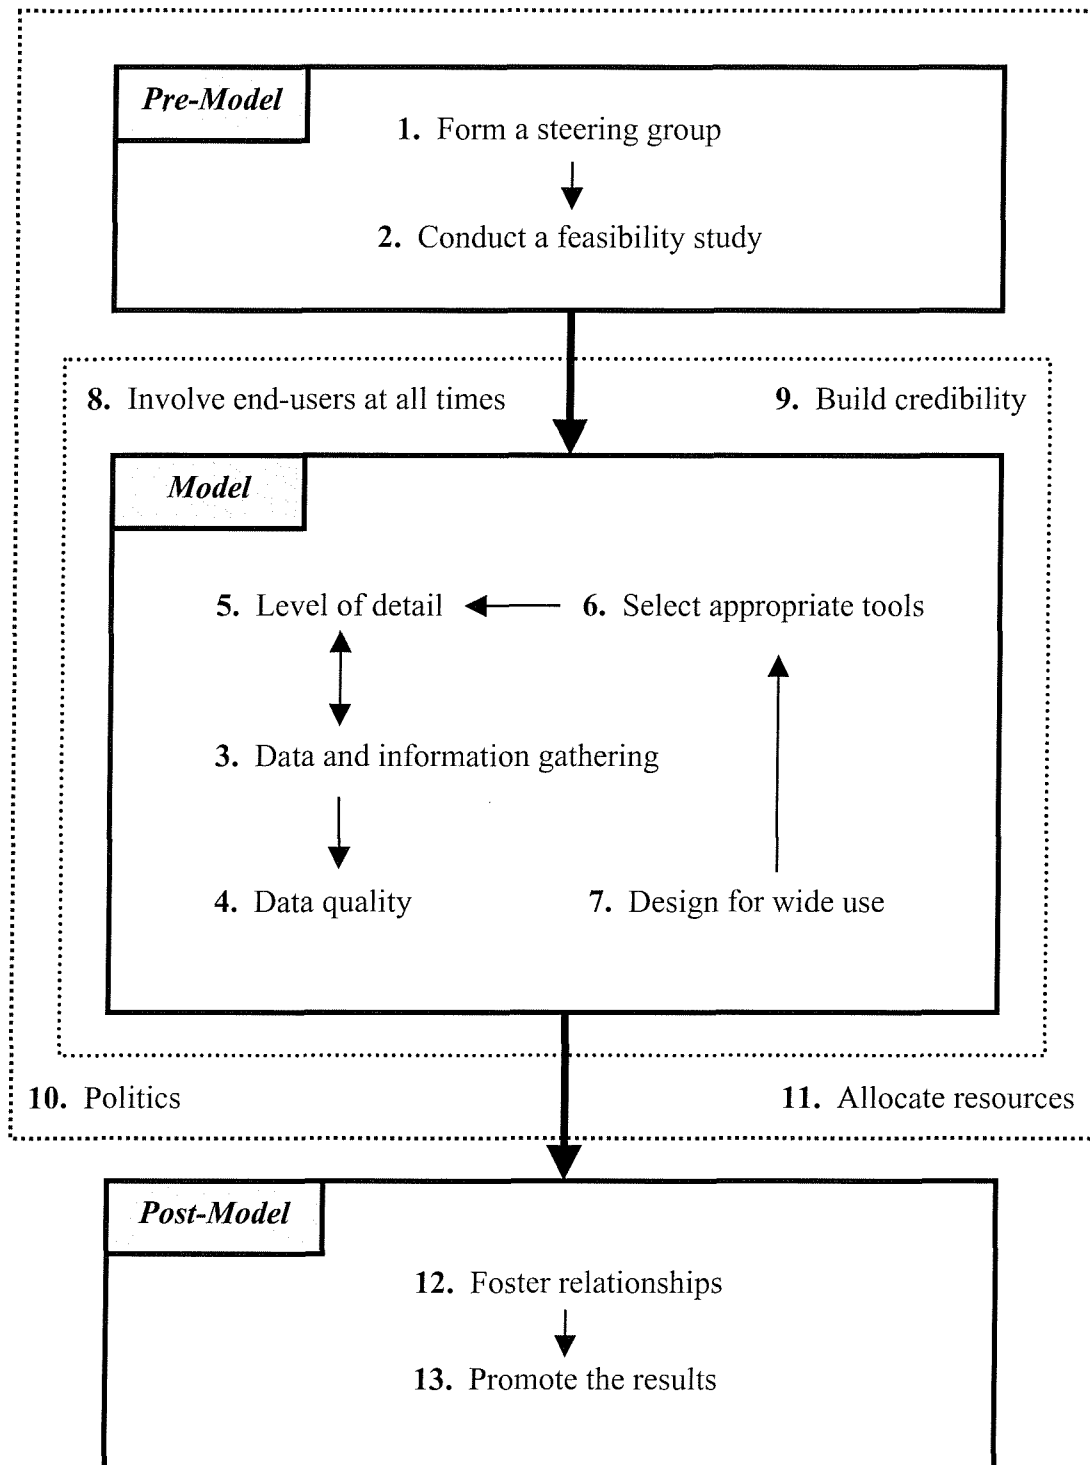 Pre-Model
1. Form a steering group
2. Conduct a feasibility study
8. Involve end-users at all times
9. Build credibility
Model
5. Level of detail
6. Select appropriate tools
3. Data and information gathering
4. Data quality
7. Design for wide use
10. Politics
11. Allocate resources
Post-Model
12. Foster relationships
13. Promote the results